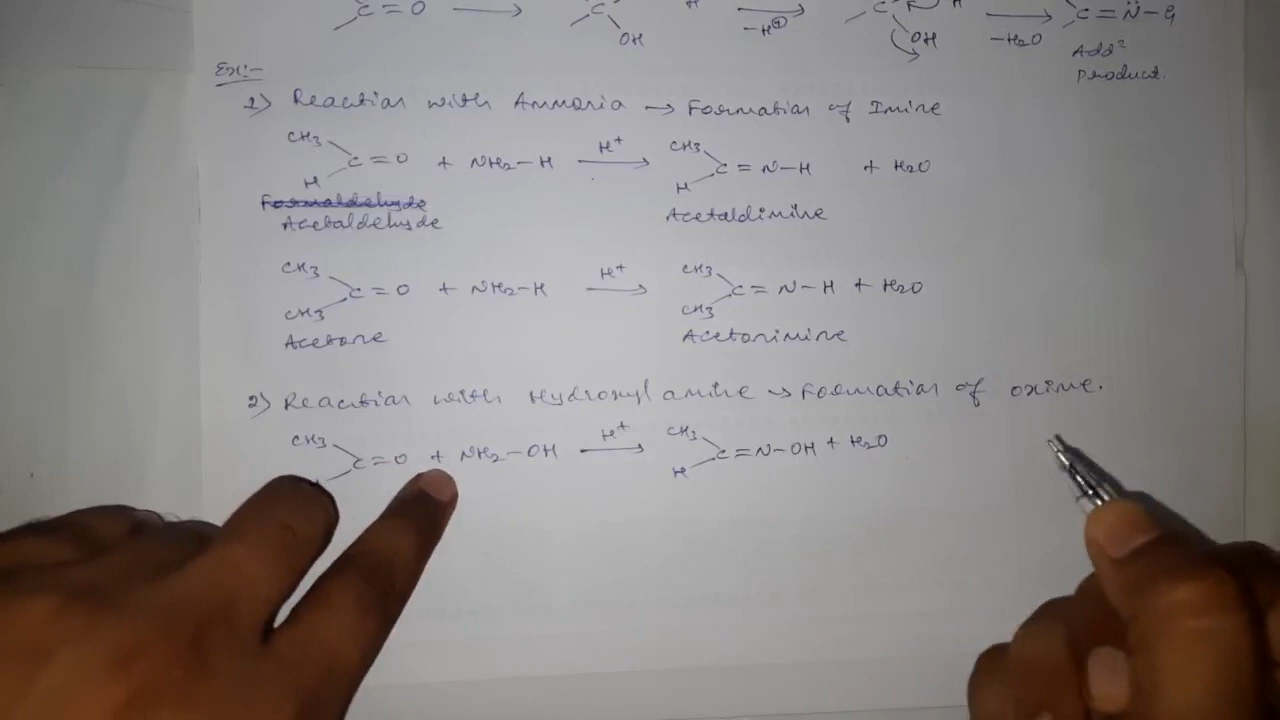 C=O → C OH H —H⊕→ C OH H —H2O→ C=N̈-G
Addⁿ
Product.
Ex:-
1) Reaction with Ammonia → Formation of Imine
CH3 H C=O + NH2-H H+→ CH3 H C=N-H + H2O
Formaldehyde
Acetaldehyde Acetaldimine
CH3 CH3 C=O + NH2-H H+→ CH3 CH3 C=N-H + H2O
Acetone Acetonimine
2) Reaction with Hydroxyl amine → Formation of oxime.
CH3 C=O + NH2-OH H+→ CH3 H C=N-OH + H2O